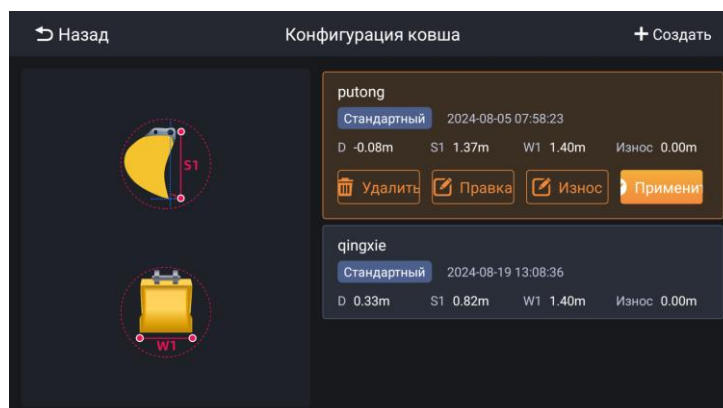 Назад
Конфигурация ковша
Создать
S1
W1
putong
Стандартный 2024-08-05 07:58:23
D -0.08m S1 1.37m W1 1.40m Износ 0.00m
Удалить Правка Износ Применит
qingxie
Стандартный 2024-08-19 13:08:36
D 0.33m S1 0.82m W1 1.40m Износ 0.00m